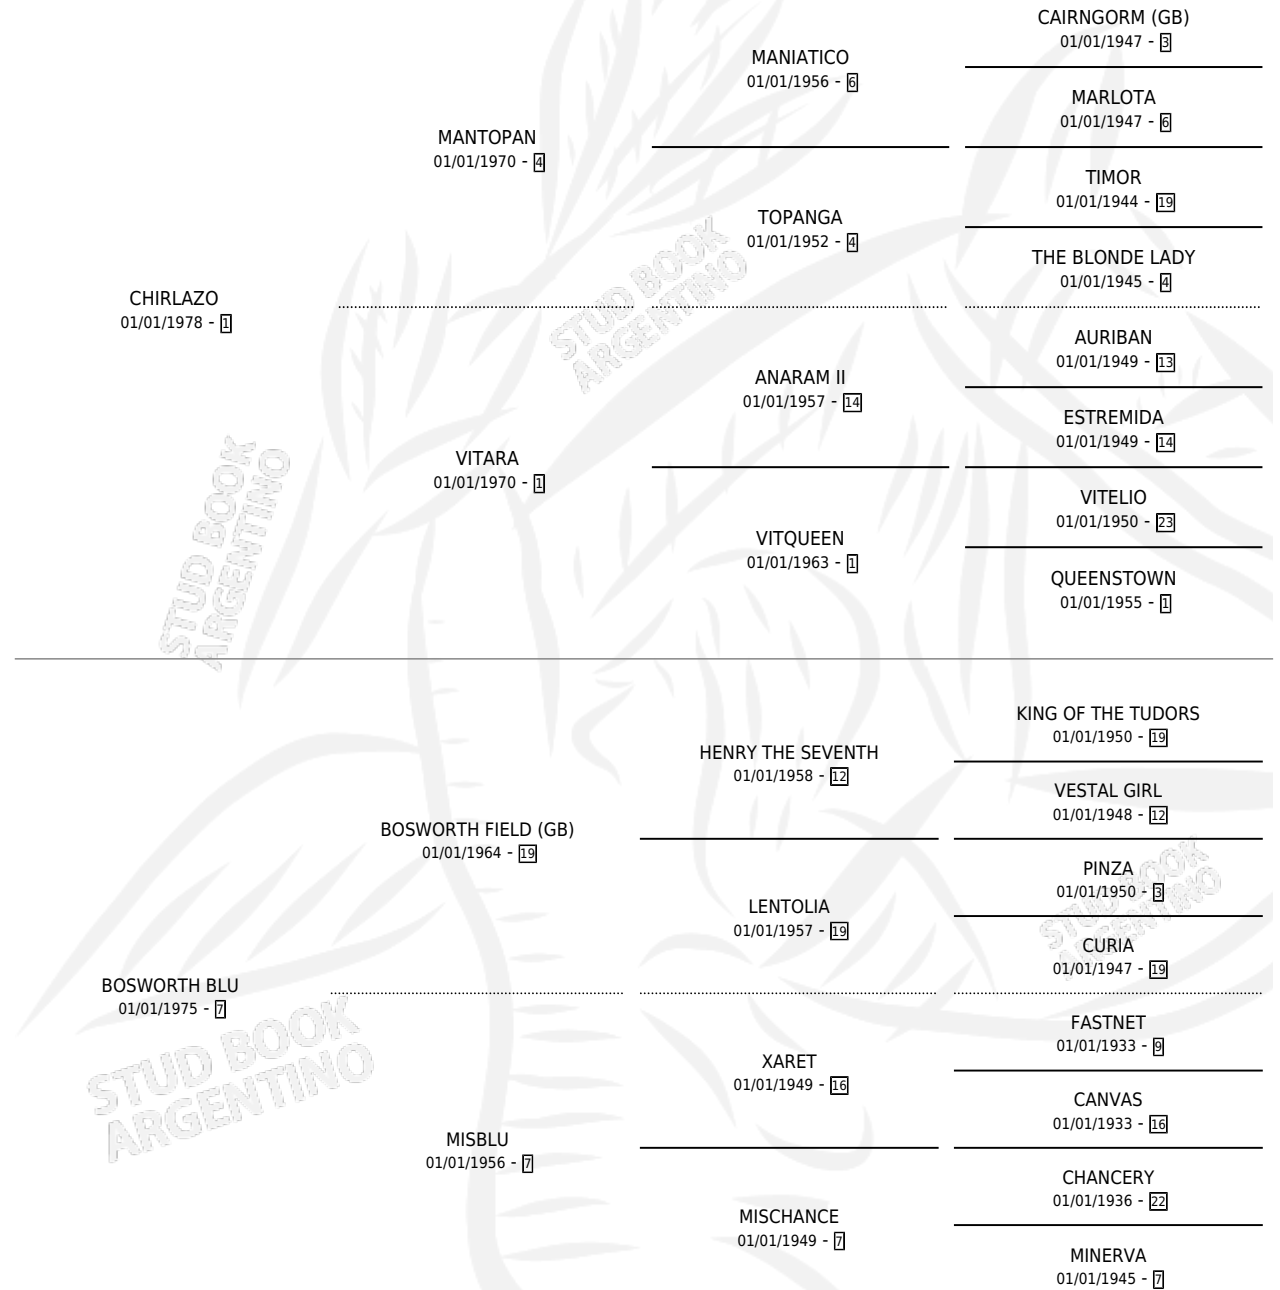 CAIRNGORM (GB)
01/01/1947 - 3
MANIATICO
01/01/1956 - 6
MARLOTA
01/01/1947 - 6
MANTOPAN
01/01/1970 - 4
TIMOR
01/01/1944 - 19
TOPANGA
01/01/1952 - 4
THE BLONDE LADY
01/01/1945 - 4
CHIRLAZO
01/01/1978 - 1
AURIBAN
01/01/1949 - 13
ANARAM II
01/01/1957 - 14
ESTREMIDA
01/01/1949 - 14
VITARA
01/01/1970 - 1
VITELIO
01/01/1950 - 23
VITQUEEN
01/01/1963 - 1
QUEENSTOWN
01/01/1955 - 1
STUD BOOK
ARGENTINO
STUD BOOK
ARGENTINO
KING OF THE TUDORS
01/01/1950 - 19
HENRY THE SEVENTH
01/01/1958 - 12
VESTAL GIRL
01/01/1948 - 12
BOSWORTH FIELD (GB)
01/01/1964 - 19
PINZA
01/01/1950 - 3
LENTOLIA
01/01/1957 - 19
CURIA
01/01/1947 - 19
BOSWORTH BLU
01/01/1975 - 7
FASTNET
01/01/1933 - 9
XARET
01/01/1949 - 16
CANVAS
01/01/1933 - 16
MISBLU
01/01/1956 - 7
CHANCERY
01/01/1936 - 22
MISCHANCE
01/01/1949 - 7
MINERVA
01/01/1945 - 7
STUD BOOK
ARGENTINO
STUD BOOK
ARGENTINO